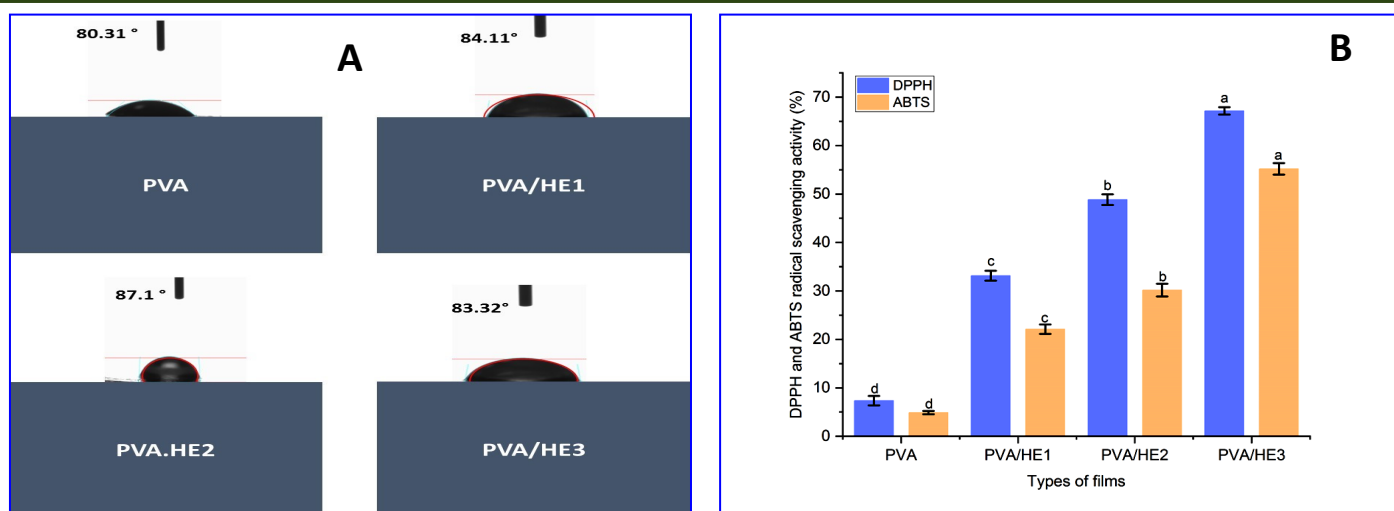 80.31 °
A
84.11°
PVA
PVA/HE1
87.1 °
83.32°
PVA.HE2
PVA/HE3
B
DPPH
ABTS
DPPH and ABTS radical scavenging activity (%)
70
60
50
40
30
20
10
0
d
d
c
c
b
b
a
a
PVA
PVA/HE1
PVA/HE2
PVA/HE3
Types of films